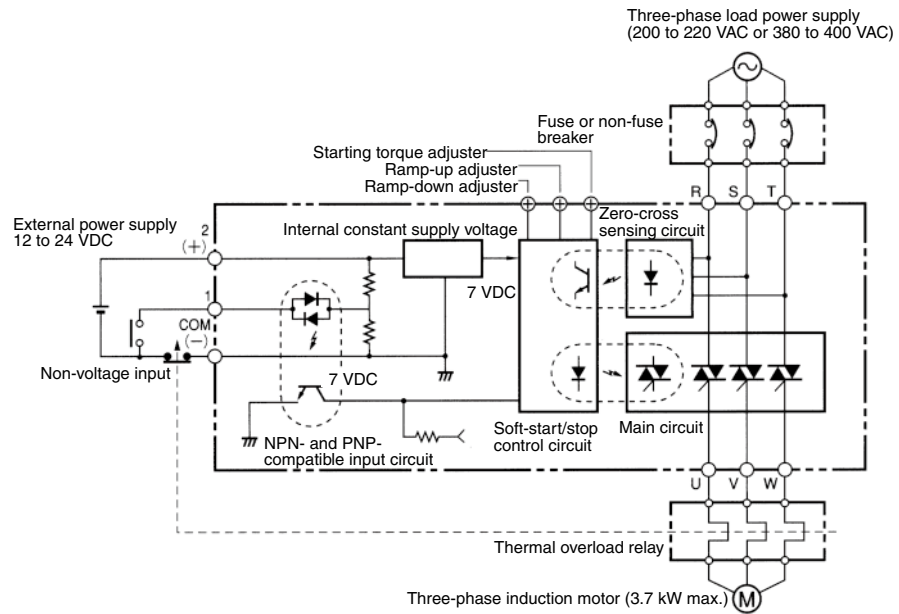 Three-phase load power supply
(200 to 220 VAC or 380 to 400 VAC)
Fuse or non-fuse
breaker
Starting torque adjuster
Ramp-up adjuster
Ramp-down adjuster
R S T
External power supply
12 to 24 VDC
2
(+)
Internal constant supply voltage
Zero-cross
sensing circuit
7 VDC
1
COM
(−)
Non-voltage input
7 VDC
NPN- and PNP-
compatible input circuit
Soft-start/stop
control circuit
Main circuit
U V W
Thermal overload relay
Three-phase induction motor (3.7 kW max.)
M